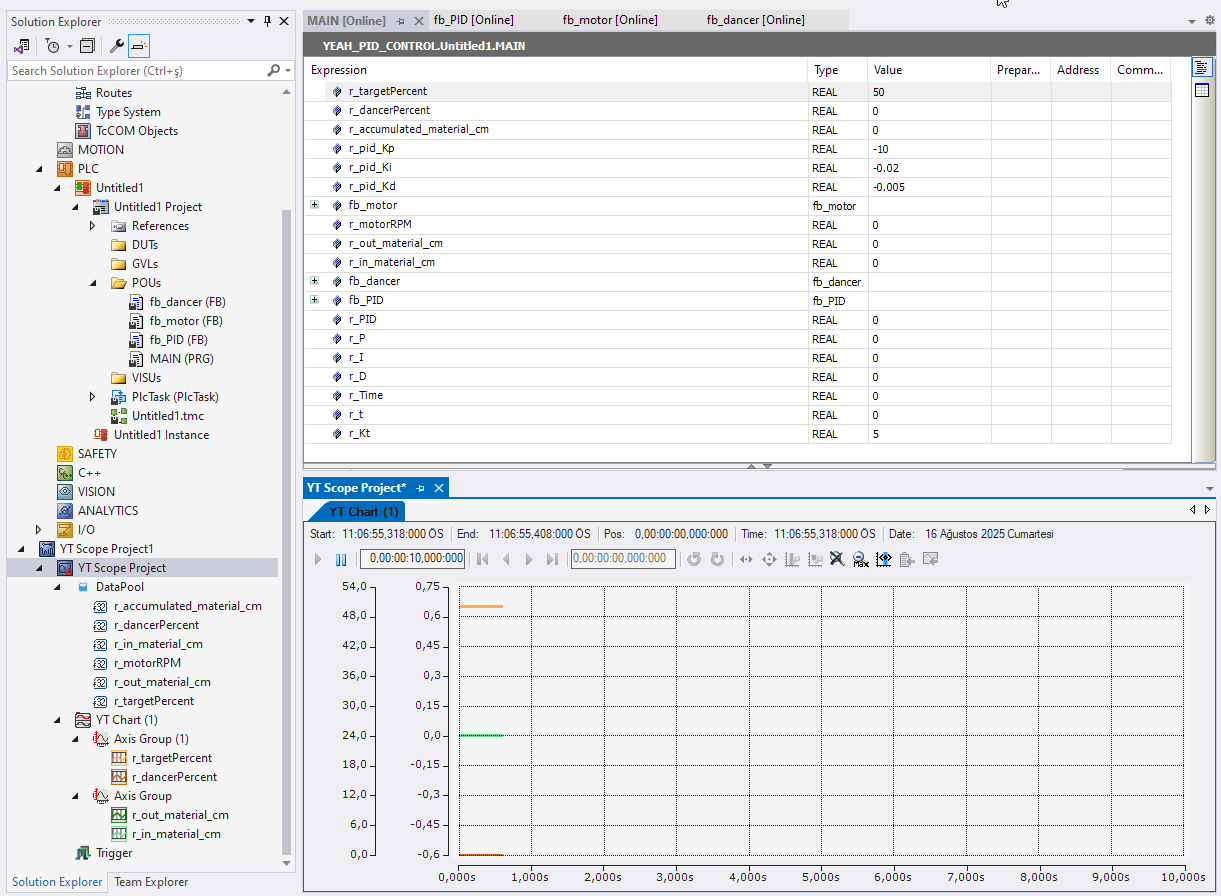 Solution Explorer
Search Solution Explorer (Ctrl+ş)
Routes
Type System
TcCOM Objects
MOTION
PLC
Untitled1
Untitled1 Project
References
DUTs
GVLs
POUs
fb_dancer (FB)
fb_motor (FB)
fb_PID (FB)
MAIN (PRG)
VISUs
PlcTask (PlcTask)
Untitled1.tmc
Untitled1 Instance
SAFETY
C++
VISION
ANALYTICS
I/O
YT Scope Project1
YT Scope Project
DataPool
r_accumulated_material_cm
r_dancerPercent
r_in_material_cm
r_motorRPM
r_out_material_cm
r_targetPercent
YT Chart (1)
Axis Group (1)
r_targetPercent
r_dancerPercent
Axis Group
r_out_material_cm
r_in_material_cm
Trigger
Solution Explorer Team Explorer
MAIN [Online] fb_PID [Online] fb_motor [Online] fb_dancer [Online]
YEAH_PID_CONTROL.Untitled1.MAIN
Expression Type Value Prepar... Address Comm...
r_targetPercent REAL 50
r_dancerPercent REAL 0
r_accumulated_material_cm REAL 0
r_pid_Kp REAL -10
r_pid_Ki REAL -0.02
r_pid_Kd REAL -0.005
fb_motor fb_motor
r_motorRPM REAL 0
r_out_material_cm REAL 0
r_in_material_cm REAL 0
fb_dancer fb_dancer
fb_PID fb_PID
r_PID REAL 0
r_P REAL 0
r_I REAL 0
r_D REAL 0
r_Time REAL 0
r_t REAL 0
r_Kt REAL 5
YT Scope Project*
YT Chart (1)
Start: 11:06:55,318:000 ÖS End: 11:06:55,408:000 ÖS Pos: 0,00:00:00,000:000 Time: 11:06:55,318:000 ÖS Date: 16 Ağustos 2025 Cumartesi
0,00:00:10,000:000 0,00:00:00,000:000 Max
54,0 0,75
48,0 0,6
42,0 0,45
36,0 0,3
30,0 0,15
24,0 0,0
18,0 -0,15
12,0 -0,3
6,0 -0,45
0,0 -0,6
0,000s 1,000s 2,000s 3,000s 4,000s 5,000s 6,000s 7,000s 8,000s 9,000s 10,000s